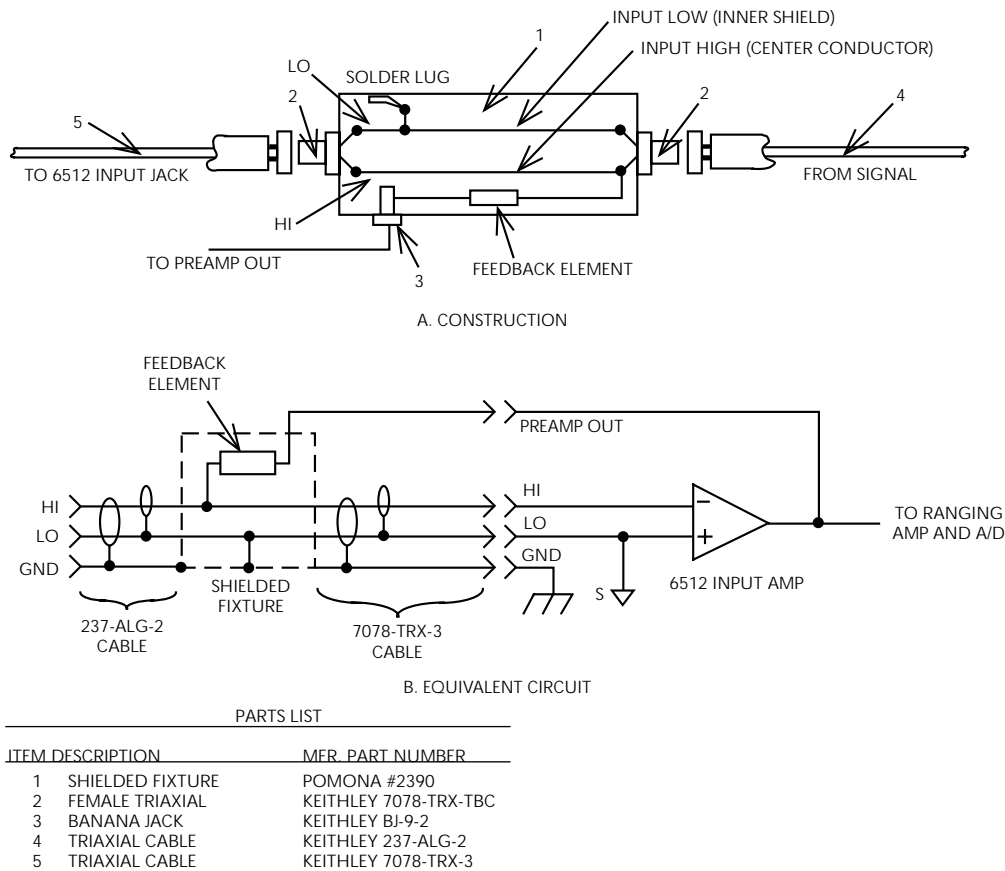 INPUT LOW (INNER SHIELD)
1
INPUT HIGH (CENTER CONDUCTOR)
LO
SOLDER LUG
2
2
4
5
TO 6512 INPUT JACK
FROM SIGNAL
HI
TO PREAMP OUT
3
FEEDBACK ELEMENT
A. CONSTRUCTION
FEEDBACK
ELEMENT
PREAMP OUT
HI
HI
LO
LO
GND
GND
TO RANGING
AMP AND A/D
6512 INPUT AMP
S
SHIELDED
FIXTURE
237-ALG-2
CABLE
7078-TRX-3
CABLE
B. EQUIVALENT CIRCUIT
PARTS LIST
ITEM DESCRIPTION MFR. PART NUMBER
1 SHIELDED FIXTURE POMONA #2390
2 FEMALE TRIAXIAL KEITHLEY 7078-TRX-TBC
3 BANANA JACK KEITHLEY BJ-9-2
4 TRIAXIAL CABLE KEITHLEY 237-ALG-2
5 TRIAXIAL CABLE KEITHLEY 7078-TRX-3